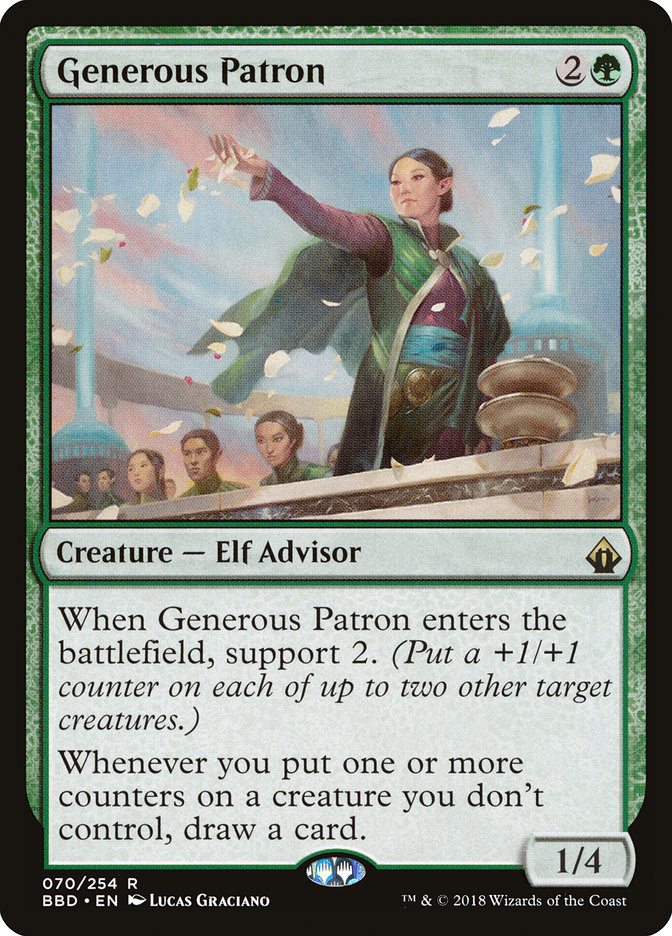 Generous Patron 2
Creature — Elf Advisor
When Generous Patron enters the
battlefield, support 2. (Put a +1/+1
counter on each of up to two other target
creatures.)
Whenever you put one or more
counters on a creature you don't
control, draw a card.
1/4
070/254 R
BBD • EN LUCAS GRACIANO
™ & © 2018 Wizards of the Coast